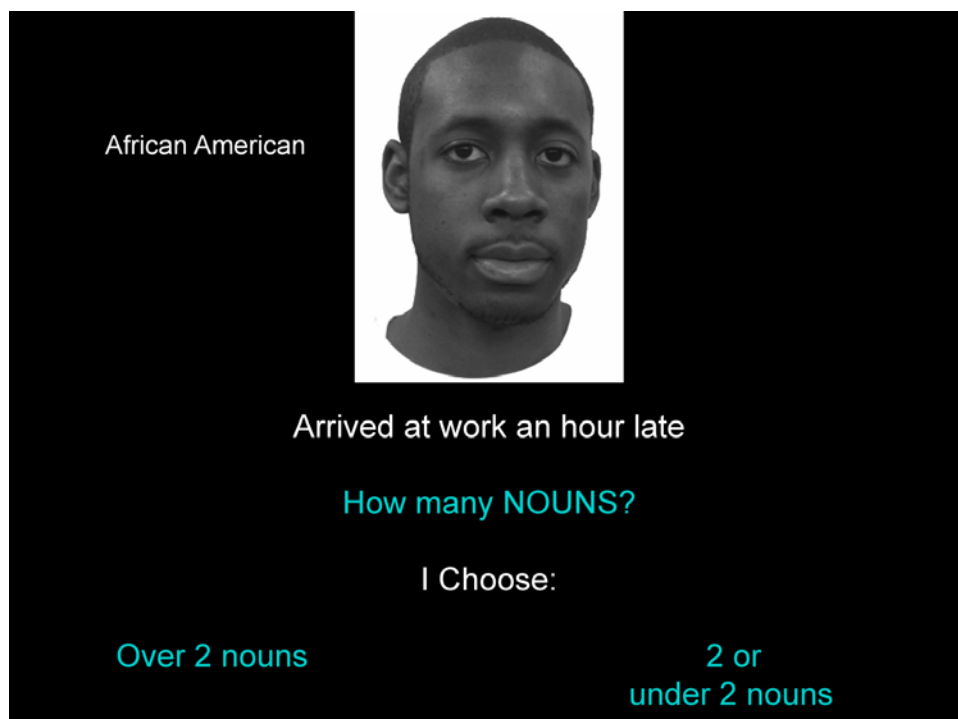 African American
Arrived at work an hour late
How many NOUNS?
I Choose:
Over 2 nouns
2 or
under 2 nouns